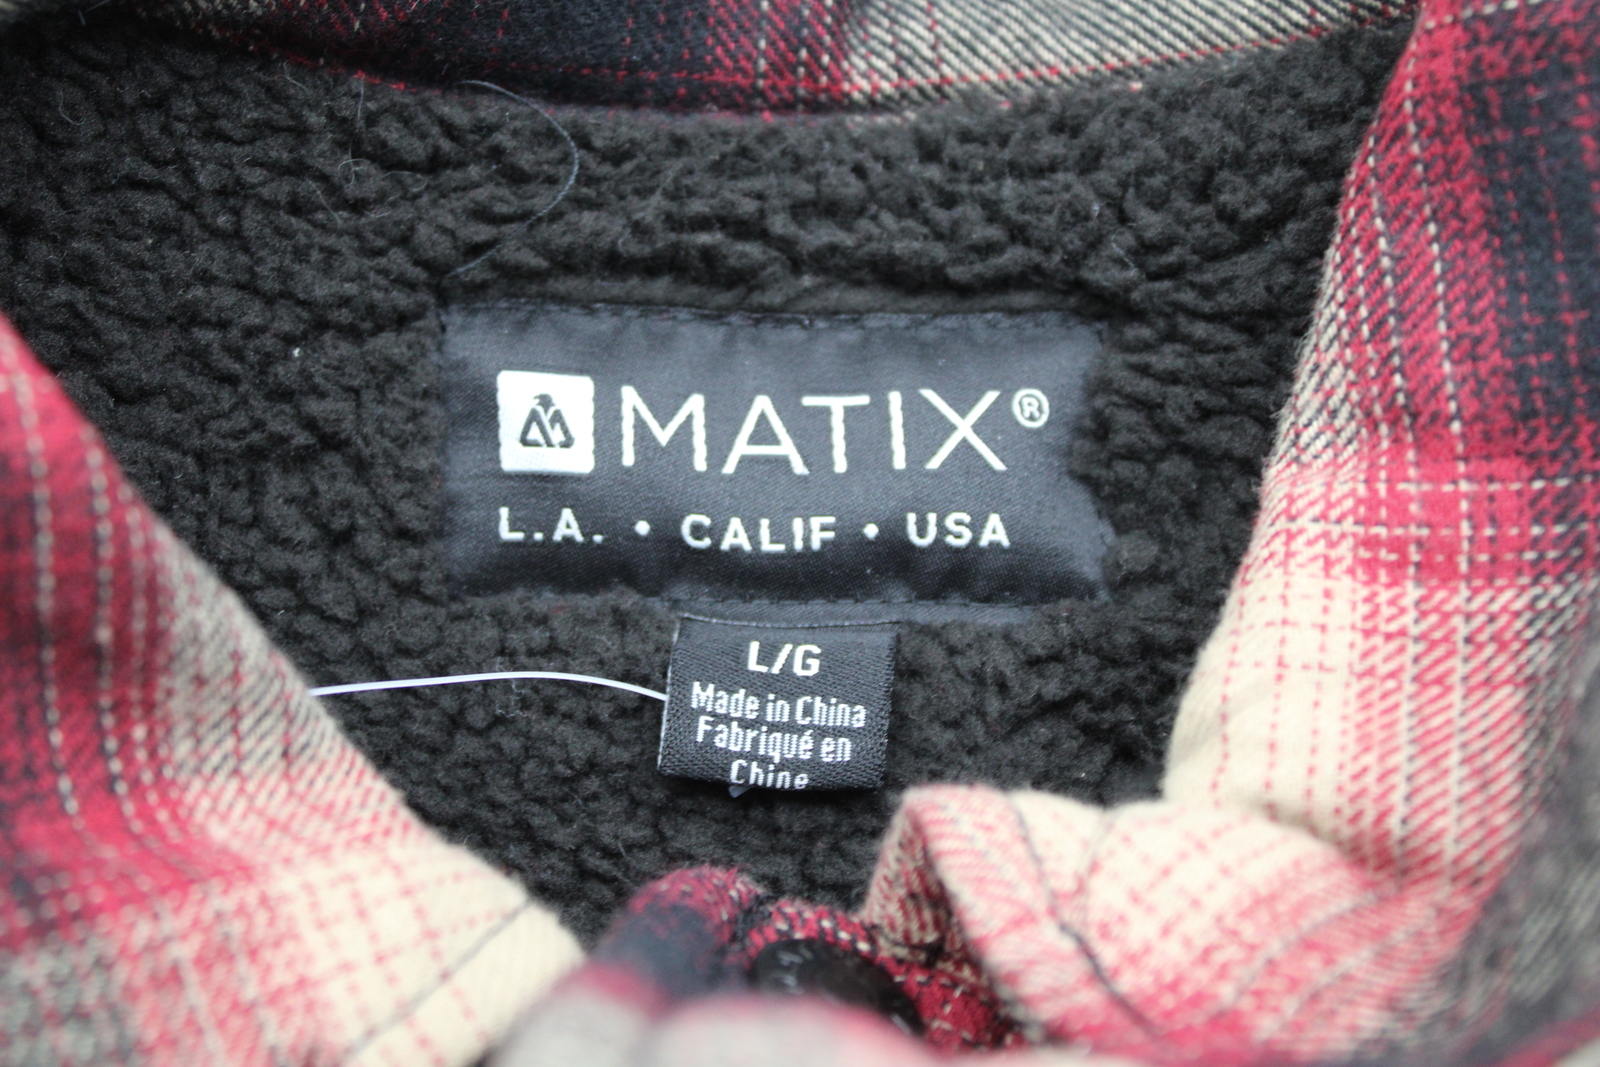 MATIX®
L.A. • CALIF • USA
L/G
Made in China
Fabriqué en
Chine